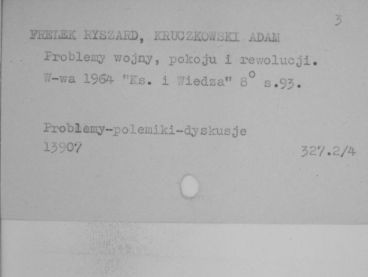 3
FRELEK RYSZARD, KRUCZKOWSKI ADAM
Problemy wojny, pokoju i rewolucji.
W-wa 1964 "Ks. i Wiedza" 8° s.93.
Problemy-polemiki-dyskusje
13907 327.2/4